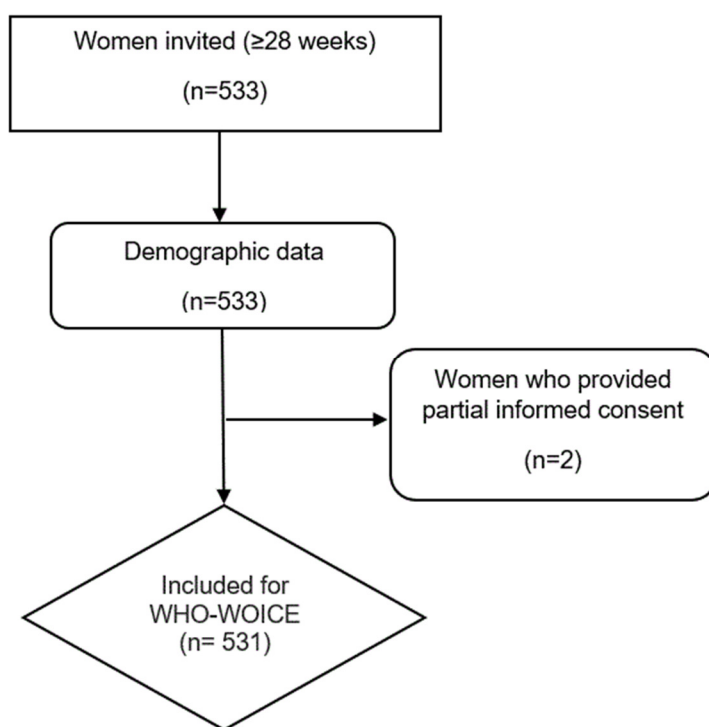 Women invited (≥28 weeks)
(n=533)
Demographic data
(n=533)
Women who provided
partial informed consent
(n=2)
Included for
WHO-WOICE
(n= 531)